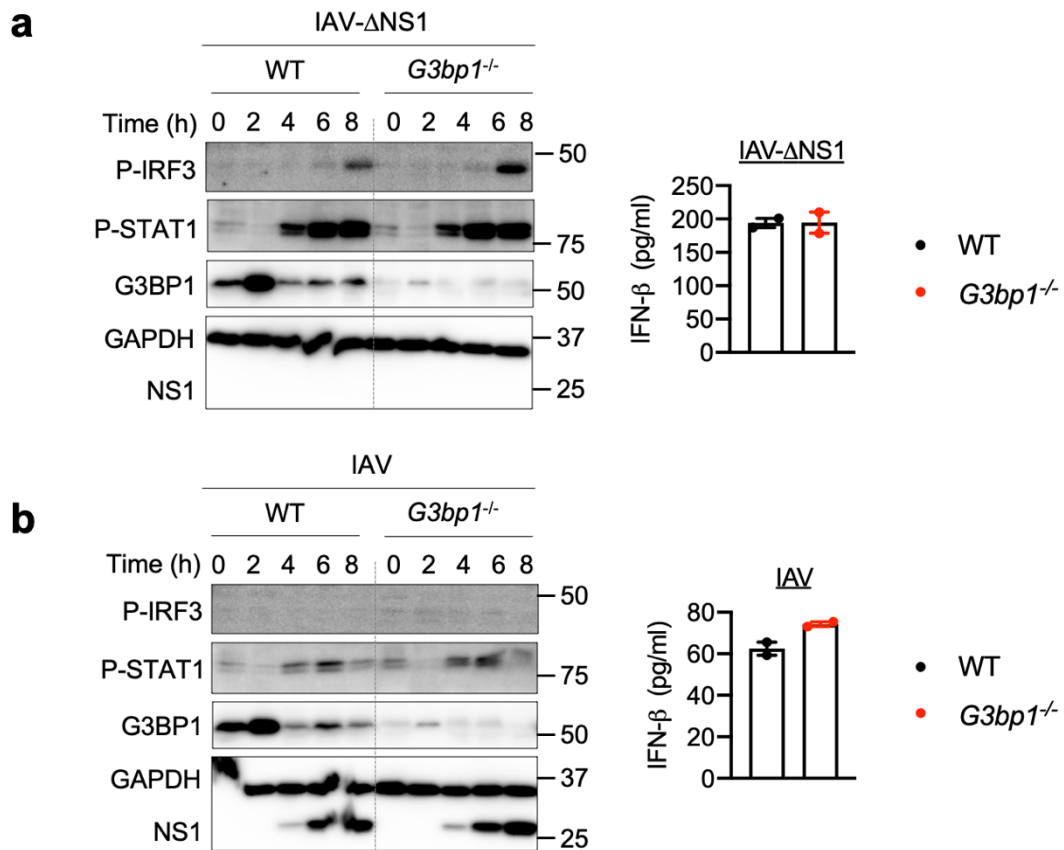 a
IAV-ΔNS1
WT G3bp1-/-
Time (h) 0 2 4 6 8 0 2 4 6 8
P-IRF3 50
P-STAT1 75
G3BP1 50
GAPDH 37
NS1 25
IAV-ΔNS1
250
200
150
100
50
0
IFN-β (pg/ml)
WT
G3bp1-/-
b
IAV
WT G3bp1-/-
Time (h) 0 2 4 6 8 0 2 4 6 8
P-IRF3 50
P-STAT1 75
G3BP1 50
GAPDH 37
NS1 25
IAV
80
60
40
20
0
IFN-β (pg/ml)
WT
G3bp1-/-